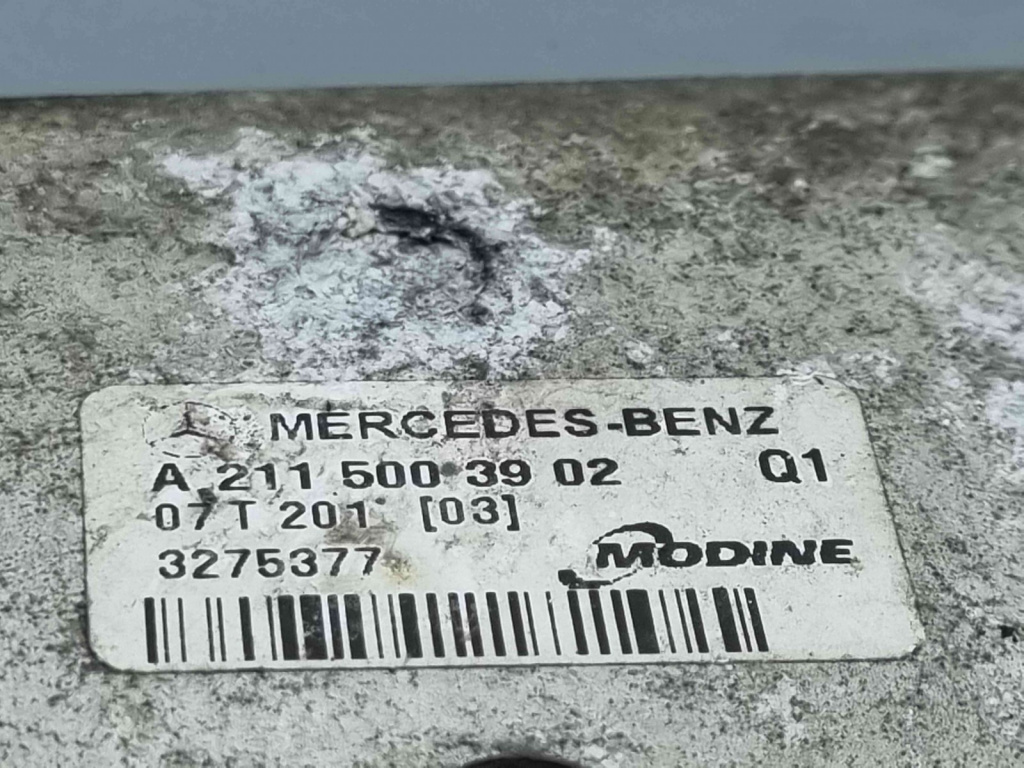 MERCEDES-BENZ
A 211 500 39 02 Q1
07 T 201 [03]
3275377 MODINE